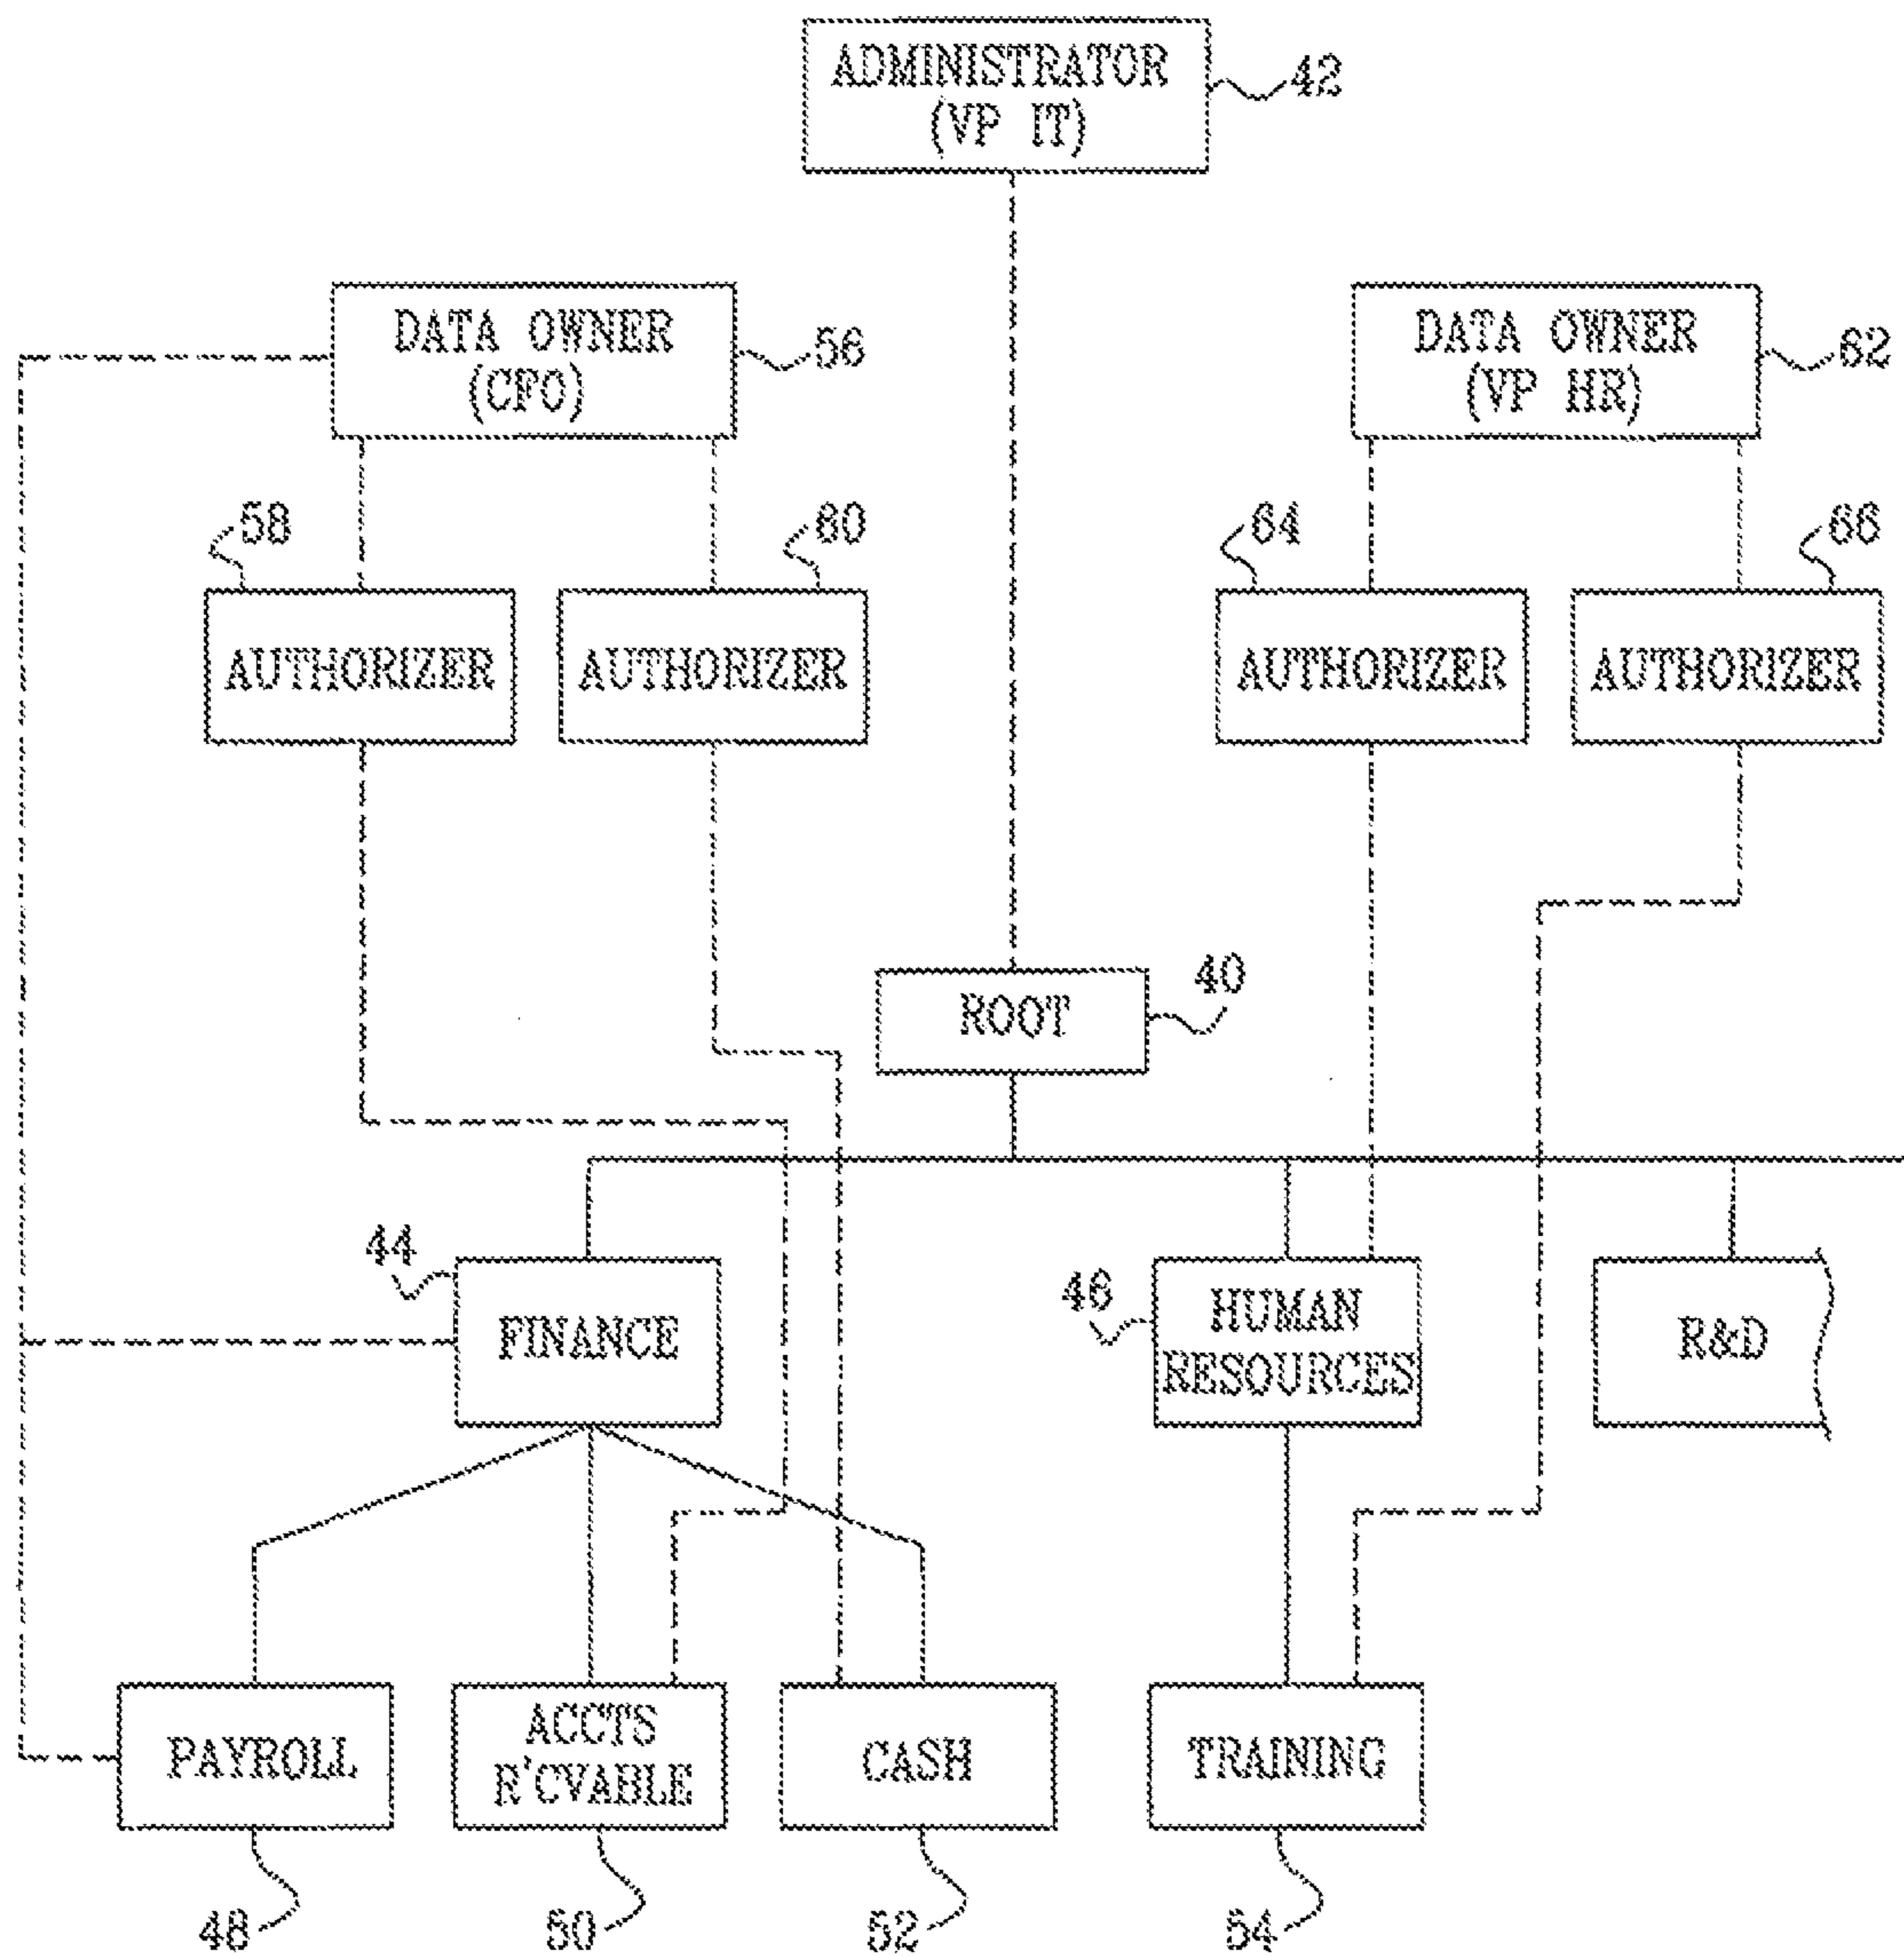 ADMINISTRATOR
(VP IT)
42
DATA OWNER
(CFO)
56
DATA OWNER
(VP HR)
62
58
60
64
66
AUTHORIZER
AUTHORIZER
AUTHORIZER
AUTHORIZER
40
ROOT
44
FINANCE
46
HUMAN
RESOURCES
R&D
PAYROLL
ACCTS
R'CVABLE
CASH
TRAINING
48
50
52
54